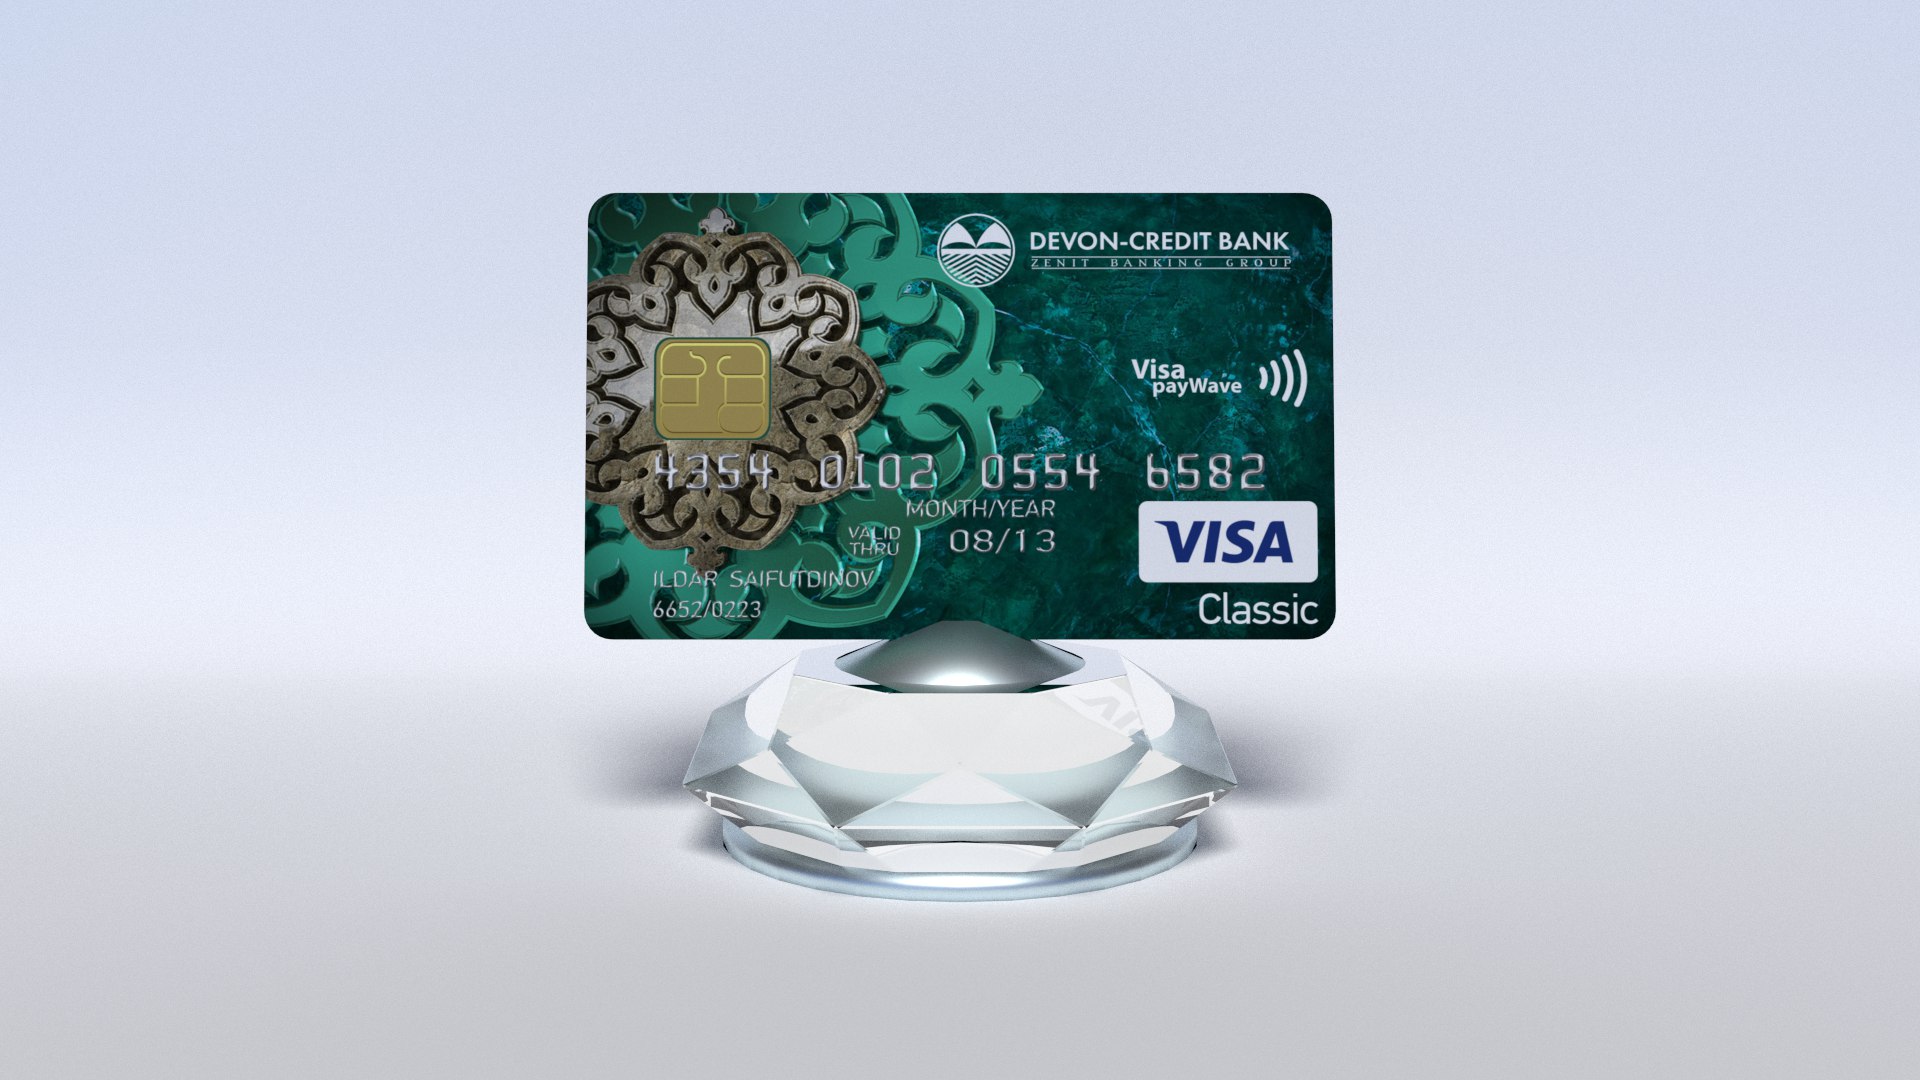 DEVON-CREDIT BANK
ZENIT BANKING GROUP
Visa
payWave
4354 0102 0554 6582
MONTH/YEAR
VALID
THRU
08/13
VISA
ILDAR SAIFUTDINOV
6652/0223
Classic